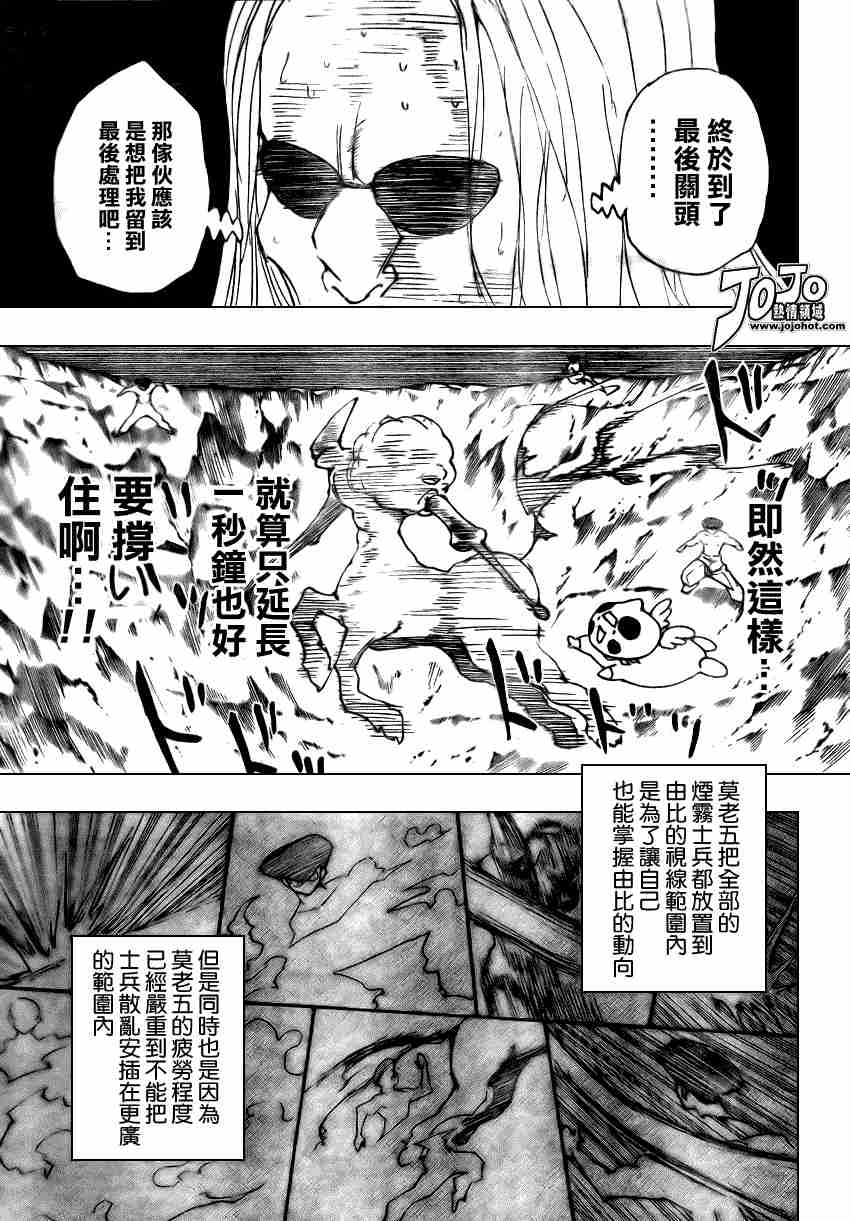 終於到了
最後關頭
⋯⋯⋯
那傢伙應該
是想把我留到
最後處理吧⋯
JOJO
熱情領域
www.jojohot.com
即然這樣⋯
就算只延長
一秒鐘也好
要撐
住啊⋯!!
ド
ド
ド
ド
ド
い
莫老五把全部的
煙霧士兵都放置到
由比的視線範圍內
是為了讓自己
也能掌握由比的動向
但是同時也是因為
莫老五的疲勞程度
已經嚴重到不能把
士兵散亂安插在更廣
的範圍內